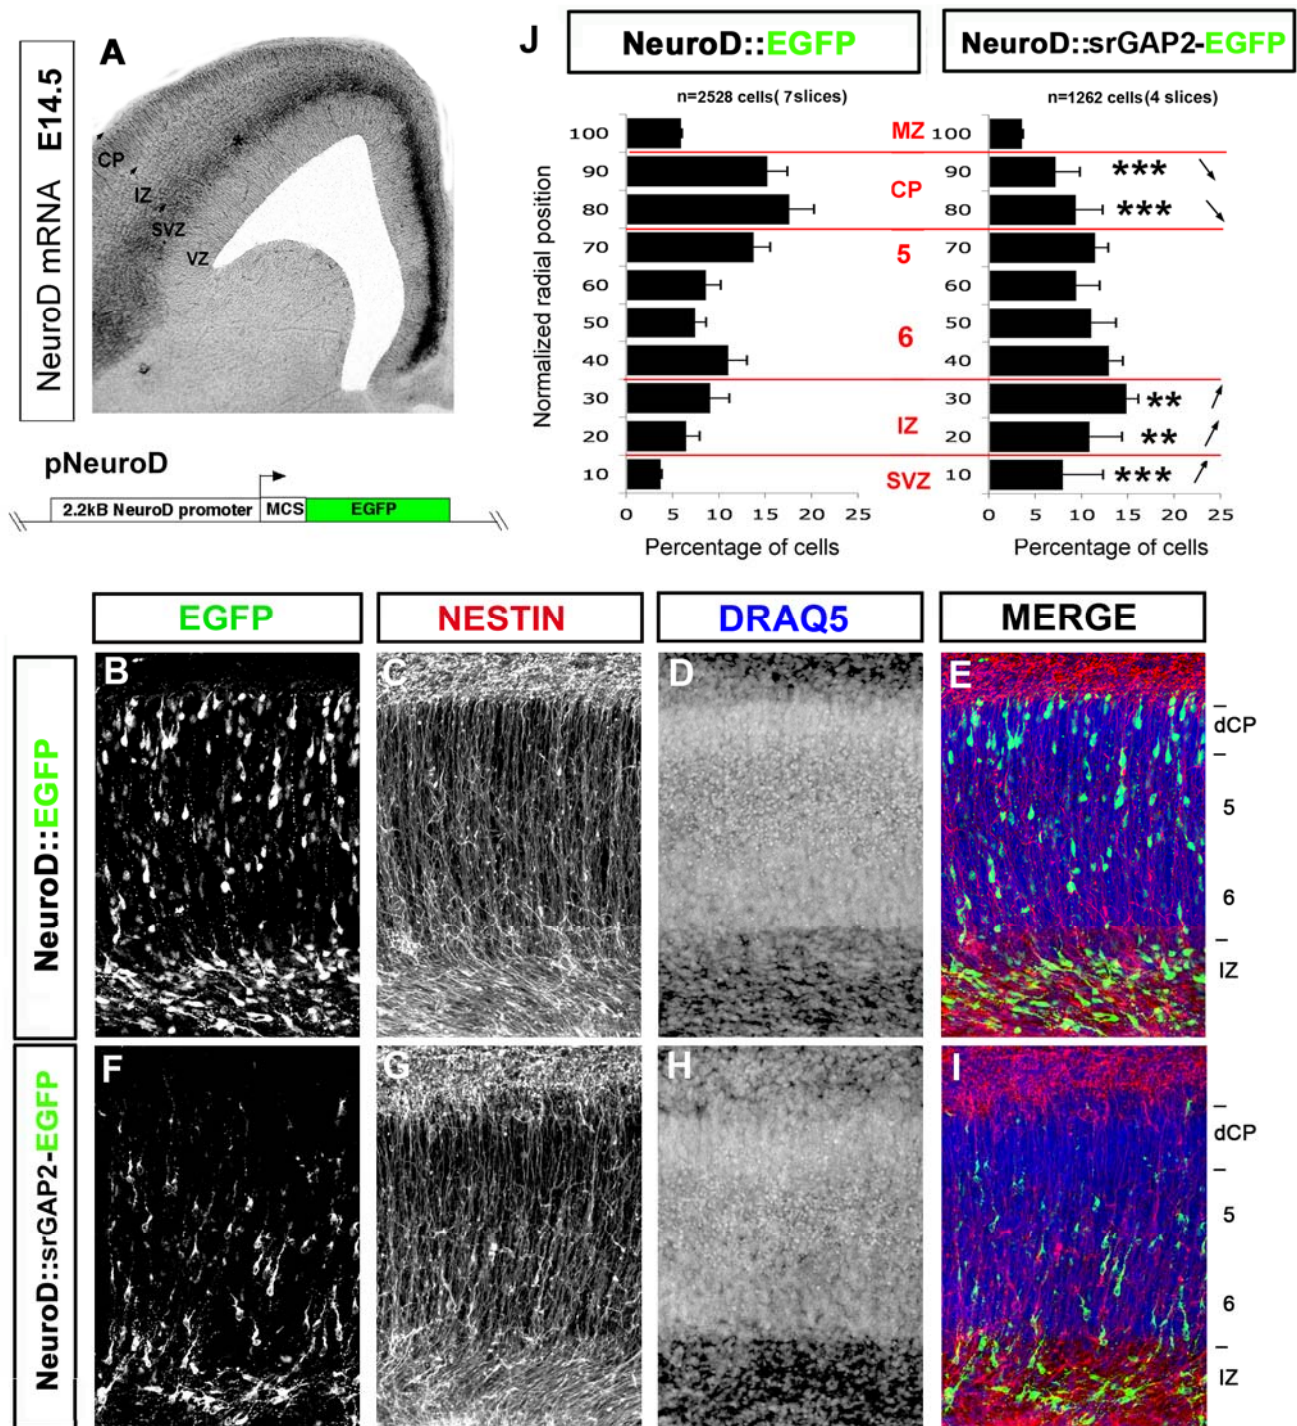 NeuroD mRNA E14.5
A
*
CP
IZ
SVZ
VZ
pNeuroD
2.2kB NeuroD promoter
MCS
EGFP
J
NeuroD::EGFP
NeuroD::srGAP2-EGFP
n=2528 cells( 7slices)
n=1262 cells(4 slices)
Normalized radial position
100
90
80
70
60
50
40
30
20
10
0 5 10 15 20 25
Percentage of cells
MZ
CP
5
6
IZ
SVZ
100
90 ***
80 ***
70
60
50
40
30 **
20 **
10 ***
0 5 10 15 20 25
Percentage of cells
EGFP
NESTIN
DRAQ5
MERGE
NeuroD::EGFP
B
C
D
E
dCP
5
6
IZ
NeuroD::srGAP2-EGFP
F
G
H
I
dCP
5
6
IZ